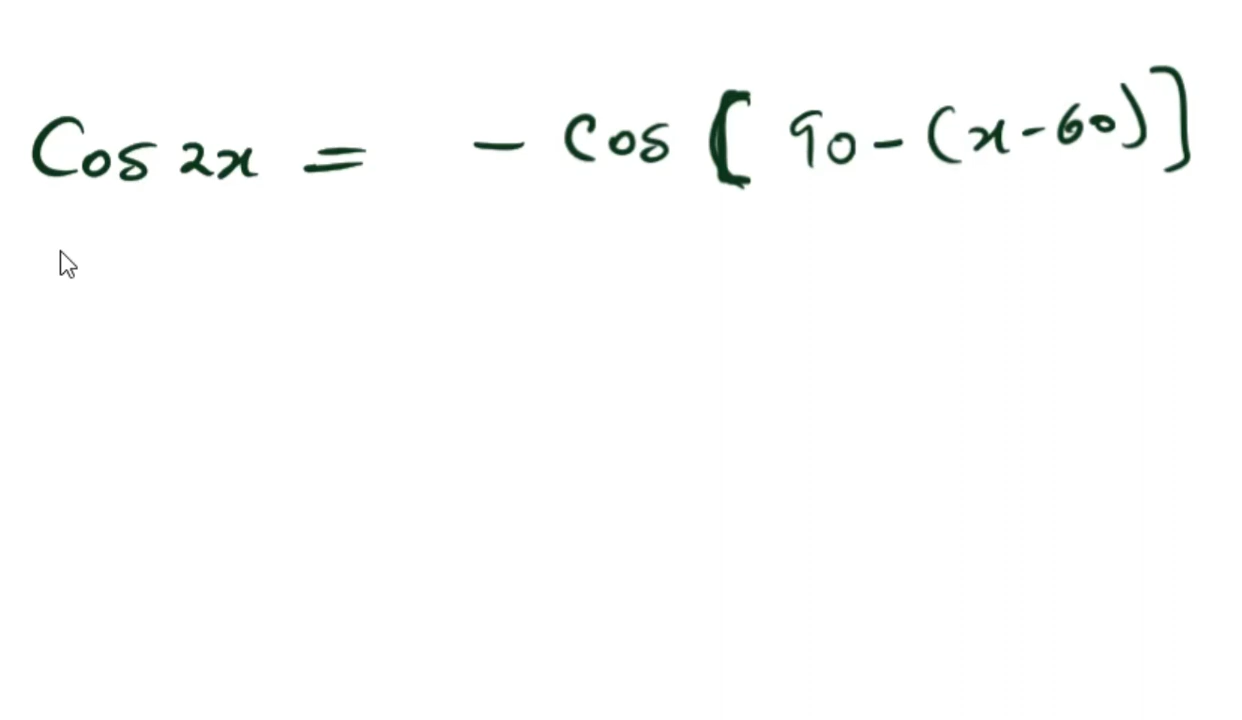 Cos 2x = - Cos [ 90 - (x - 60) ]